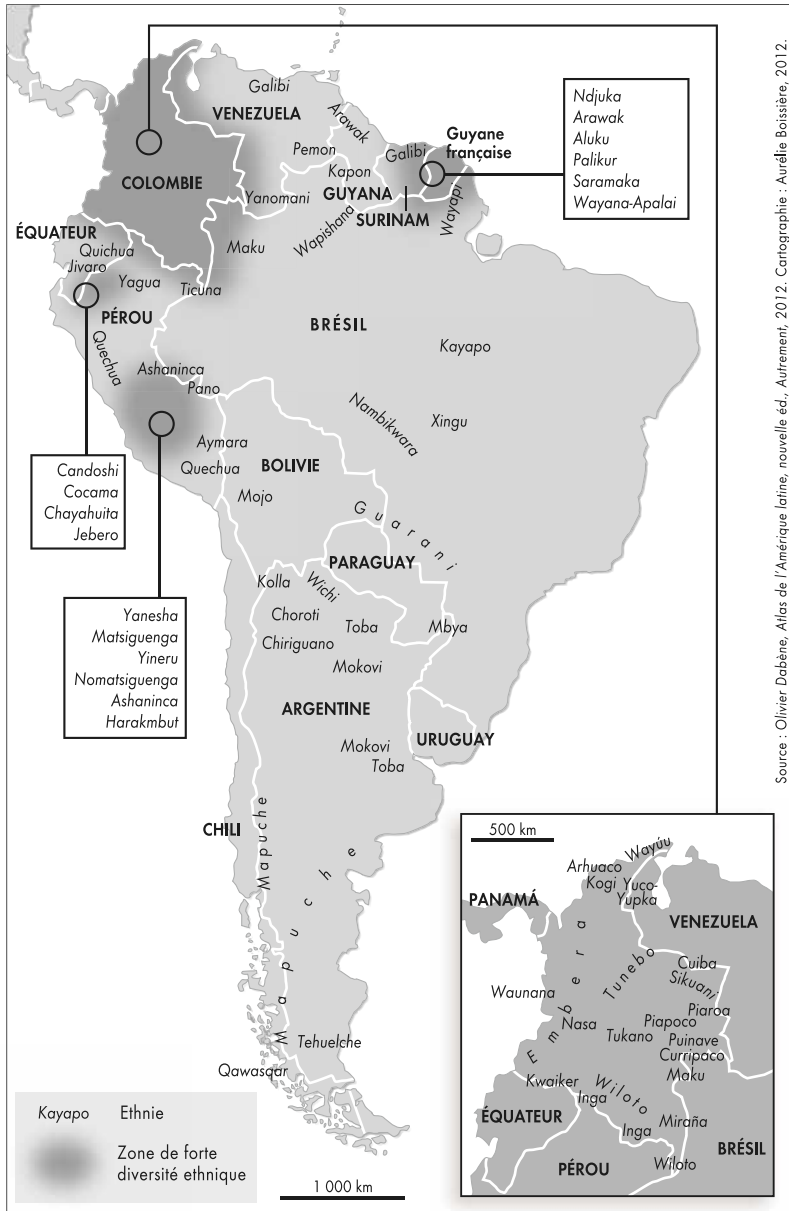 Galibi
VENEZUELA
Arawak
Pemon
Kapon
Galibi
Guyane
française
COLOMBIE
Yanomani
GUYANA
SURINAM
Wayapi
Wapishana
Maku
ÉQUATEUR
Quichua
Jivaro
Yagua
Ticuna
PÉROU
BRÉSIL
Quechua
Kayapo
Ashaninca
Pano
Nambikwara
Xingu
Aymara
Quechua
BOLIVIE
Mojo
Guarani
PARAGUAY
Kolla
Wichi
Choroti
Toba
Mbya
Chiriguano
Mokovi
ARGENTINE
URUGUAY
Mokovi
Toba
CHILI
Mapuche
Mapuche
Tehuelche
Qawasqar
Ndjuka
Arawak
Aluku
Palikur
Saramaka
Wayana-Apalai
Candoshi
Cocama
Chayahuita
Jebero
Yanesha
Matsiguenga
Yineru
Nomatsiguenga
Ashaninca
Harakmbut
Kayapo Ethnie
Zone de forte
diversité ethnique
1 000 km
500 km
Wayúu
Arhuaco
Kogi
Yuco-
Yupka
PANAMÁ
VENEZUELA
Embera
Tunebo
Cuiba
Sikuani
Waunana
Piaroa
Nasa
Piapoco
Tukano
Puinave
Curripaco
Maku
Kwaiker
Wiloto
Inga
ÉQUATEUR
Miraña
Inga
BRÉSIL
PÉROU
Wiloto
Source : Olivier Dabène, Atlas de l'Amérique latine, nouvelle éd., Autrement, 2012. Cartographie : Aurélie Boissière, 2012.